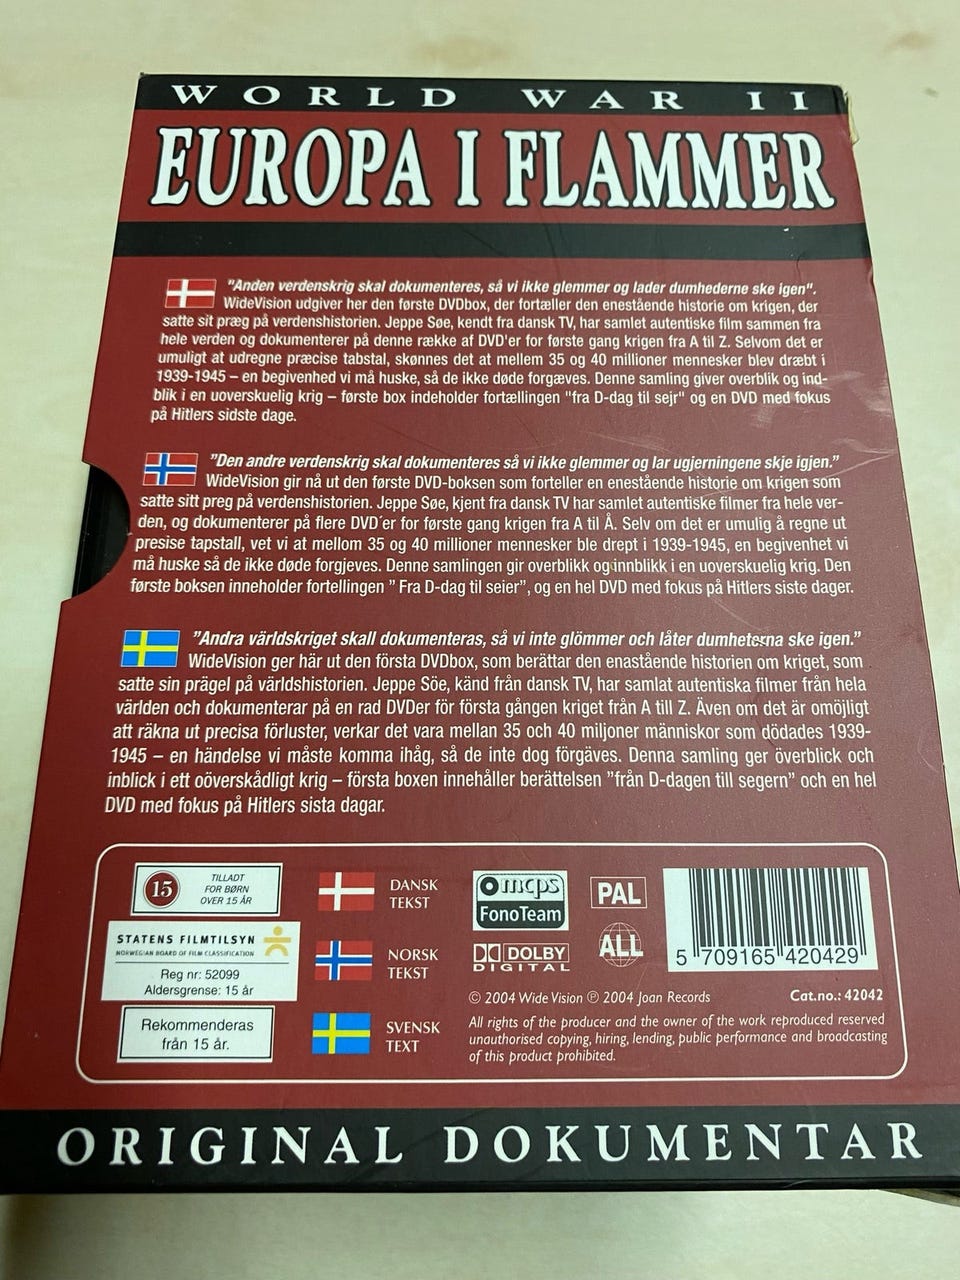 WORLD WAR II
EUROPA I FLAMMER
"Anden verdenskrig skal dokumenteres, så vi ikke glemmer og lader dumhederne ske igen".
WideVision udgiver her den første DVDbox, der fortæller den enestående historie om krigen, der
satte sit præg på verdenshistorien. Jeppe Søe, kendt fra dansk TV, har samlet autentiske film sammen fra
hele verden og dokumenterer på denne række af DVD'er for første gang krigen fra A til Z. Selvom det er
umuligt at udregne præcise tabstal, skønnes det at mellem 35 og 40 millioner mennesker blev dræbt i
1939-1945 – en begivenhed vi må huske, så de ikke døde forgæves. Denne samling giver overblik og ind-
blik i en uoverskuelig krig – første box indeholder fortællingen "fra D-dag til sejr" og en DVD med fokus
på Hitlers sidste dage.
"Den andre verdenskrig skal dokumenteres så vi ikke glemmer og lar ugjerningene skje igjen."
WideVision gir nå ut den første DVD-boksen som forteller en enestående historie om krigen som
satte sitt preg på verdenshistorien. Jeppe Søe, kjent fra dansk TV har samlet autentiske filmer fra hele ver-
den, og dokumenterer på flere DVD´er for første gang krigen fra A til Å. Selv om det er umulig å regne ut
presise tapstall, vet vi at mellom 35 og 40 millioner mennesker ble drept i 1939-1945, en begivenhet vi
må huske så de ikke døde forgjeves. Denne samlingen gir overblikk og innblikk i en uoverskuelig krig. Den
første boksen inneholder fortellingen " Fra D-dag til seier", og en hel DVD med fokus på Hitlers siste dager.
"Andra världskriget skall dokumenteras, så vi inte glömmer och låter dumheterna ske igen."
WideVision ger här ut den första DVDbox, som berättar den enastående historien om kriget, som
satte sin prägel på världshistorien. Jeppe Söe, känd från dansk TV, har samlat autentiska filmer från hela
världen och dokumenterar på en rad DVDer för första gången kriget från A till Z. Även om det är omöjligt
att räkna ut precisa förluster, verkar det vara mellan 35 och 40 miljoner människor som dödades 1939-
1945 – en händelse vi måste komma ihåg, så de inte dog förgäves. Denna samling ger överblick och
inblick i ett oöverskådligt krig – första boxen innehåller berättelsen "från D-dagen till segern" och en hel
DVD med fokus på Hitlers sista dagar.
15
TILLADT
FOR BØRN
OVER 15 ÅR
STATENS FILMTILSYN
NORWEGIAN BOARD OF FILM CLASSIFICATION
Reg nr: 52099
Aldersgrense: 15 år
Rekommenderas
från 15 år.
DANSK
TEKST
NORSK
TEKST
SVENSK
TEXT
mcps
FonoTeam
DOLBY
DIGITAL
PAL
ALL
5 709165 420429
© 2004 Wide Vision ℗ 2004 Joan Records
Cat.no.: 42042
All rights of the producer and the owner of the work reproduced reserved
unauthorised copying, hiring, lending, public performance and broadcasting
of this product prohibited.
ORIGINAL DOKUMENTAR